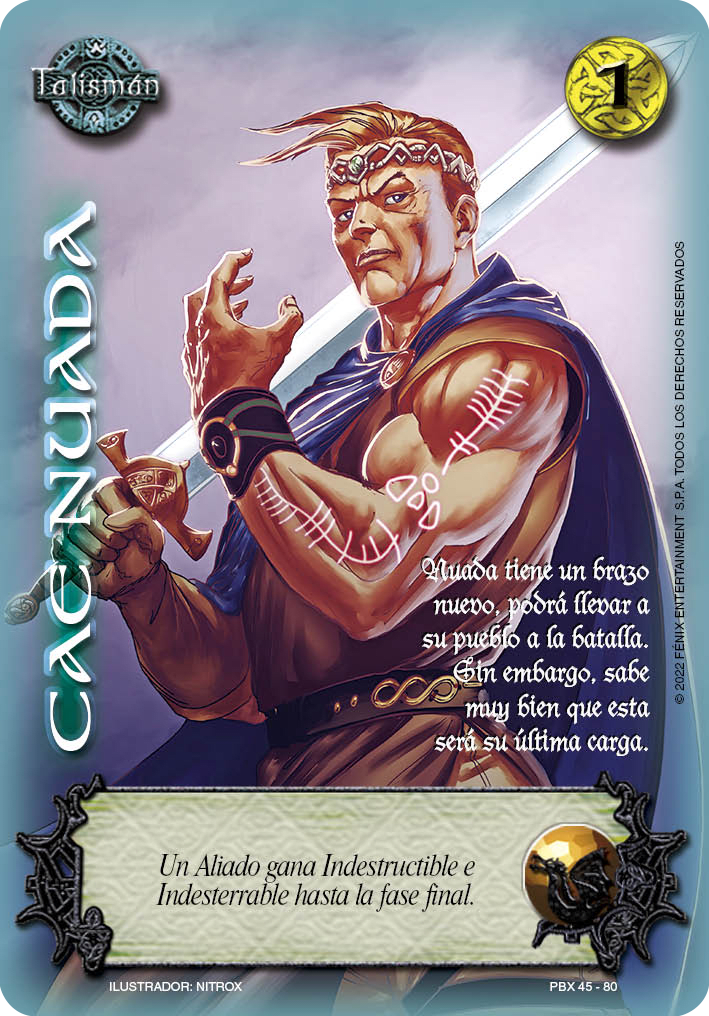 Talismán
1
CAE NUADA
Nuada tiene un brazo
nuevo, podrá llevar a
su pueblo a la batalla.
Sin embargo, sabe
muy bien que esta
será su última carga.
© 2022 FÉNIX ENTERTAINMENT S.P.A. TODOS LOS DERECHOS RESERVADOS
Un Aliado gana Indestructible e
Indesterrable hasta la fase final.
ILUSTRADOR: NITROX
PBX 45 - 80